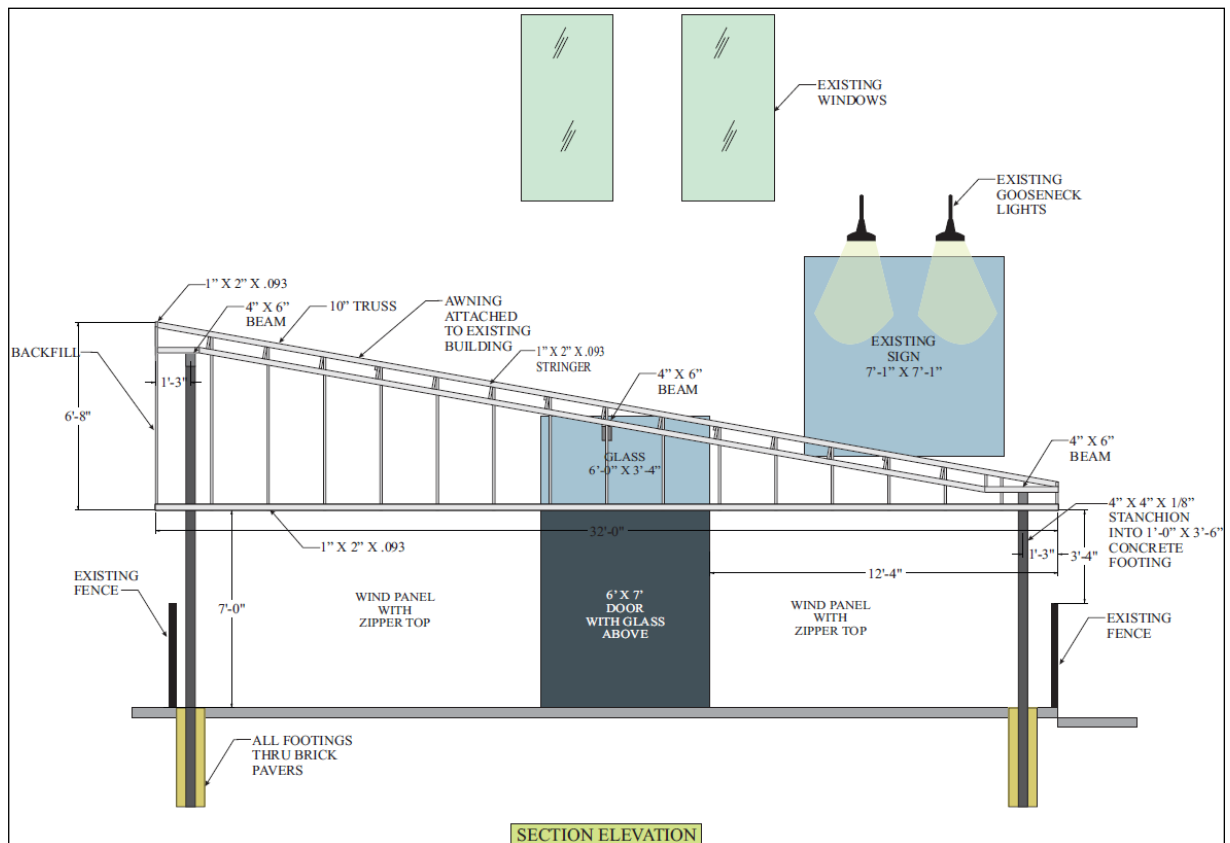 EXISTING
WINDOWS
EXISTING
GOOSENECK
LIGHTS
1” X 2” X .093
4” X 6”
BEAM
10” TRUSS
AWNING
ATTACHED
TO EXISTING
BUILDING
1” X 2” X .093
STRINGER
EXISTING
SIGN
7’-1” X 7’-1”
BACKFILL
1'-3"
4” X 6”
BEAM
6'-8"
4” X 6”
BEAM
GLASS
6’-0” X 3’-4”
4” X 4” X 1/8”
STANCHION
INTO 1’-0” X 3’-6”
CONCRETE
FOOTING
32'-0"
1” X 2” X .093
1'-3"
3'-4"
12'-4"
EXISTING
FENCE
7'-0"
WIND PANEL
WITH
ZIPPER TOP
6’ X 7’
DOOR
WITH GLASS
ABOVE
WIND PANEL
WITH
ZIPPER TOP
EXISTING
FENCE
ALL FOOTINGS
THRU BRICK
PAVERS
SECTION ELEVATION